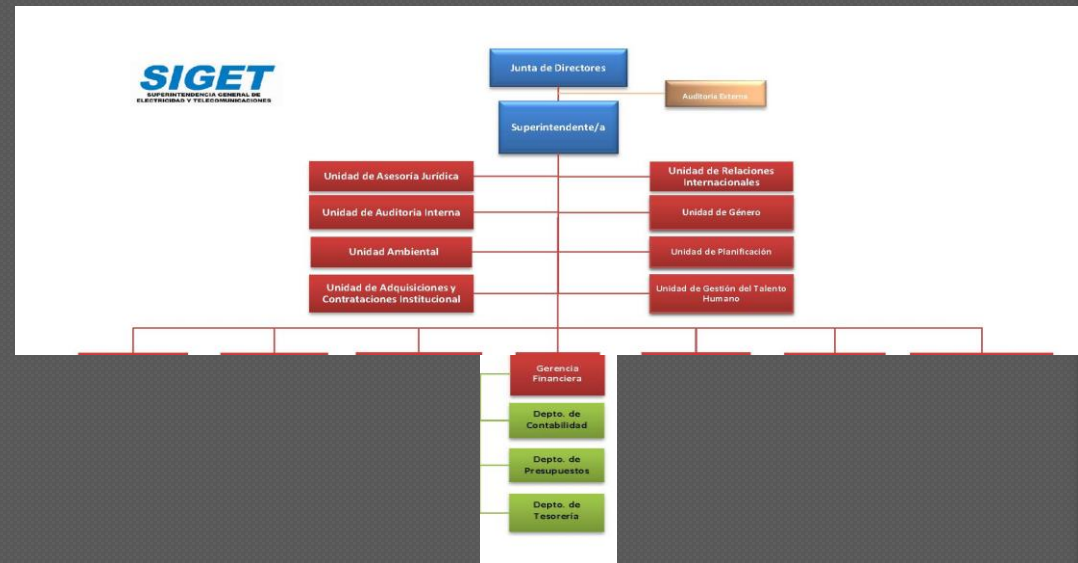 SIGET
SUPERINTENDENCIA GENERAL DE
ELECTRICIDAD Y TELECOMUNICACIONES
Junta de Directores
Auditoría Externa
Superintendente/a
Unidad de Asesoría Jurídica
Unidad de Relaciones
Internacionales
Unidad de Auditoria Interna
Unidad de Género
Unidad Ambiental
Unidad de Planificación
Unidad de Adquisiciones y
Contrataciones Institucional
Unidad de Gestión del Talento
Humano
Gerencia
Financiera
Depto. de
Contabilidad
Depto. de
Presupuestos
Depto. de
Tesorería